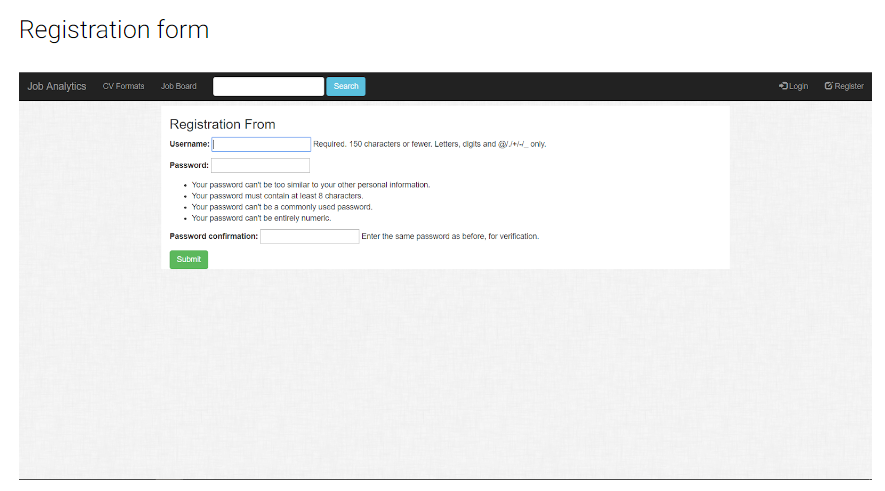 Registration form
Job Analytics CV Formats Job Board Search Login Register
Registration From
Username: Required. 150 characters or fewer. Letters, digits and @/./+/-/_ only.
Password:
• Your password can't be too similar to your other personal information.
• Your password must contain at least 8 characters.
• Your password can't be a commonly used password.
• Your password can't be entirely numeric.
Password confirmation: Enter the same password as before, for verification.
Submit